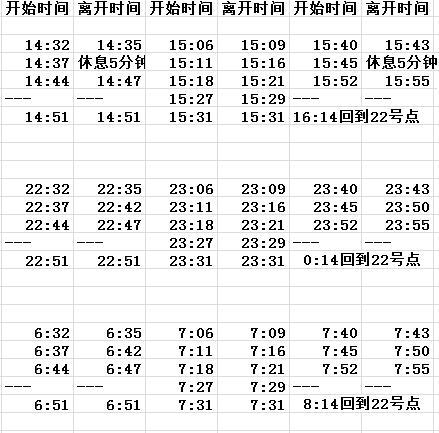 开始时间 离开时间 开始时间 离开时间 开始时间 离开时间
14:32 14:35 15:06 15:09 15:40 15:43
14:37 休息5分钟 15:11 15:16 15:45 休息5分钟
14:44 14:47 15:18 15:21 15:52 15:55
--- --- 15:27 15:29 --- ---
14:51 14:51 15:31 15:31 16:14回到22号点
22:32 22:35 23:06 23:09 23:40 23:43
22:37 22:42 23:11 23:16 23:45 23:50
22:44 22:47 23:18 23:21 23:52 23:55
--- --- 23:27 23:29 --- ---
22:51 22:51 23:31 23:31 0:14回到22号点
6:32 6:35 7:06 7:09 7:40 7:43
6:37 6:42 7:11 7:16 7:45 7:50
6:44 6:47 7:18 7:21 7:52 7:55
--- --- 7:27 7:29 --- ---
6:51 6:51 7:31 7:31 8:14回到22号点